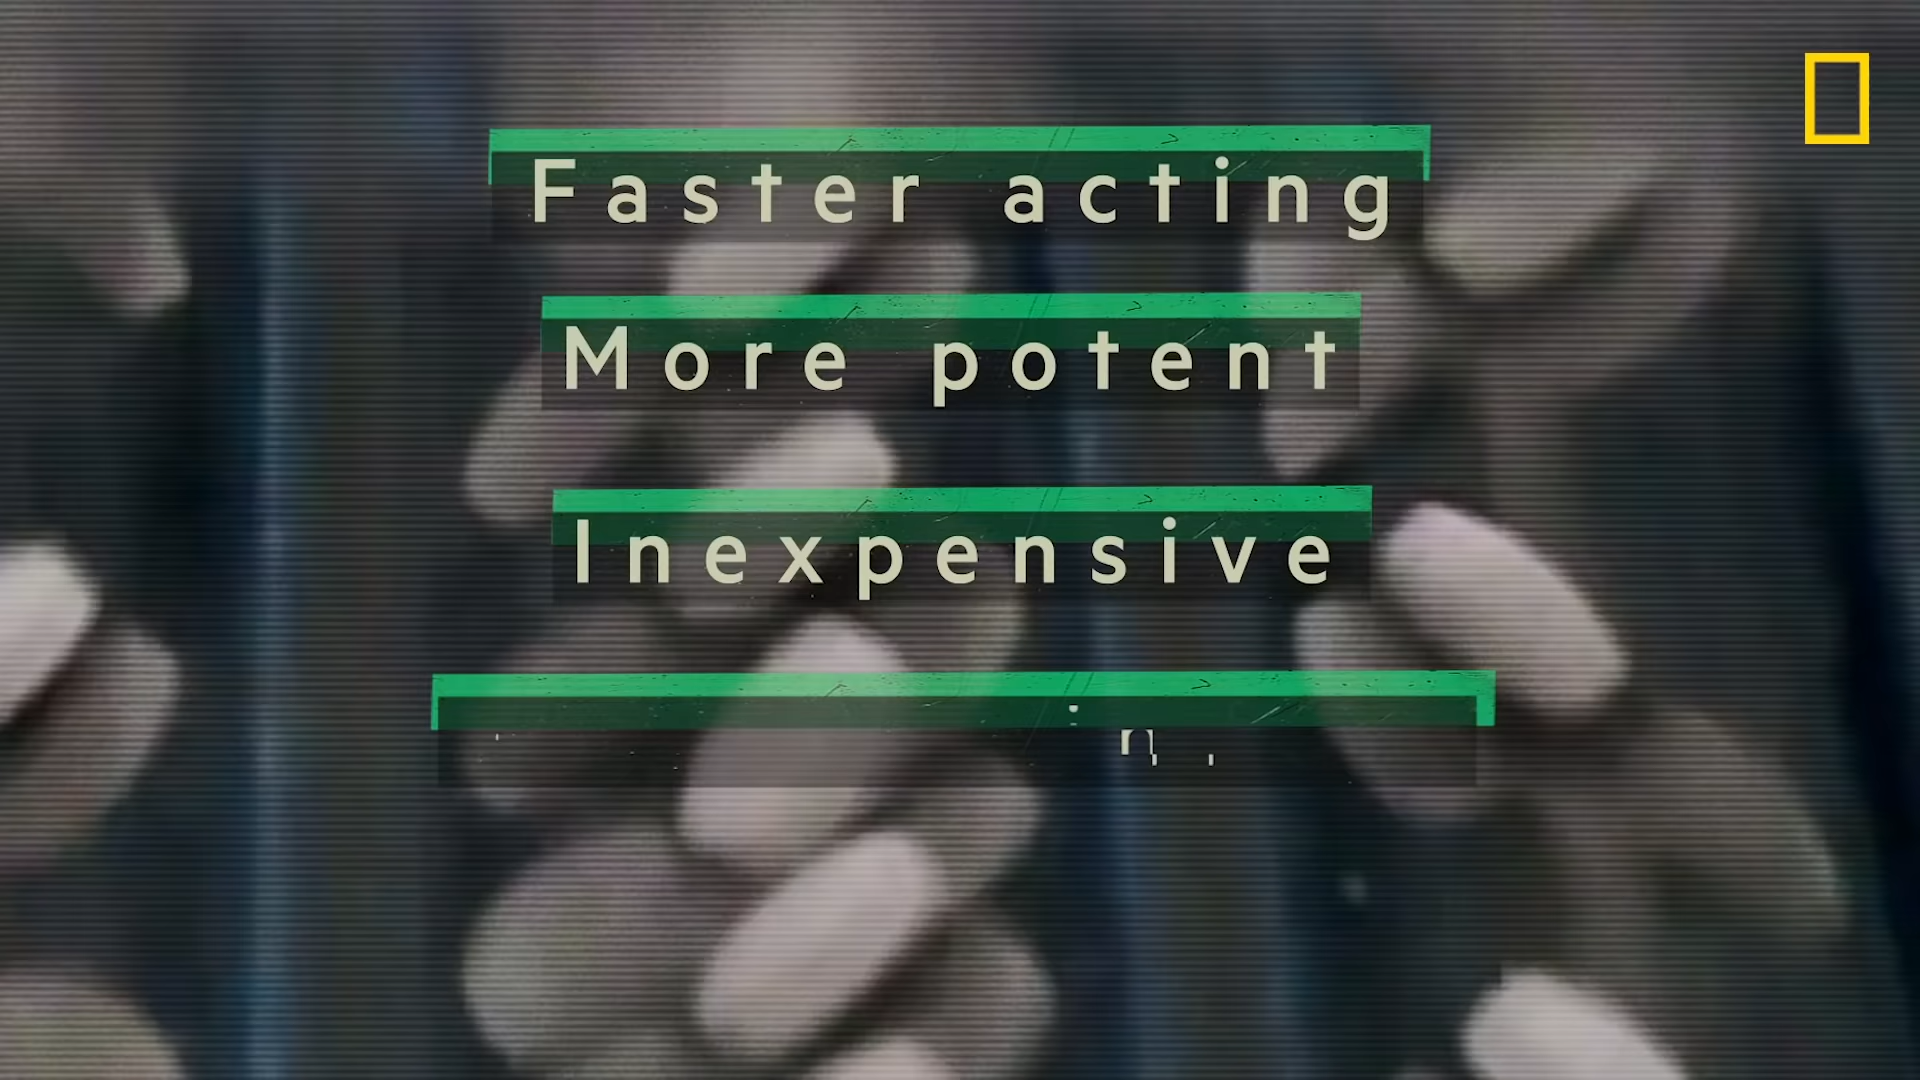 Faster acting
More potent
Inexpensive